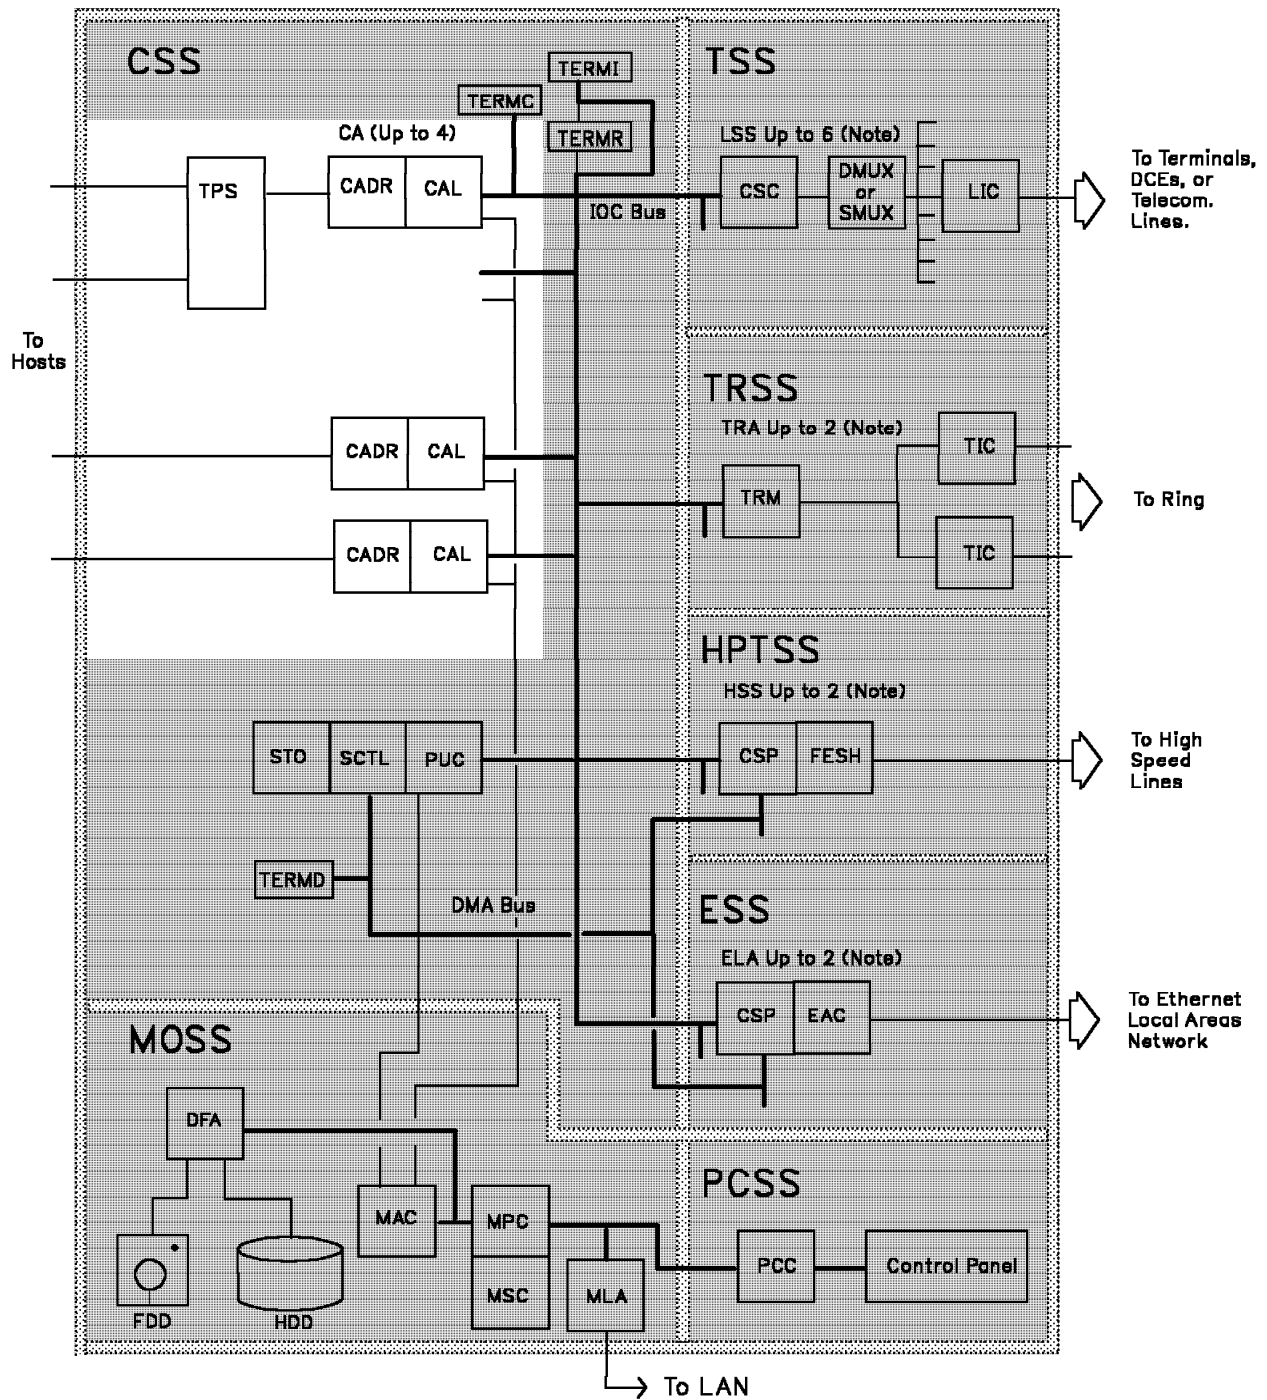 CSS
TERMI
TERMC
TERMR
CA (Up to 4)
TPS
CADR
CAL
IOC Bus
TSS
LSS Up to 6 (Note)
CSC
DMUX
or
SMUX
LIC
To Terminals,
DCEs, or
Telecom.
Lines.
To
Hosts
CADR
CAL
CADR
CAL
TRSS
TRA Up to 2 (Note)
TRM
TIC
TIC
To Ring
HPTSS
HSS Up to 2 (Note)
STO
SCTL
PUC
CSP
FESH
To High
Speed
Lines
TERMD
DMA Bus
ESS
ELA Up to 2 (Note)
CSP
EAC
To Ethernet
Local Areas
Network
MOSS
DFA
MAC
MPC
MSC
MLA
FDD
HDD
PCSS
PCC
Control Panel
To LAN